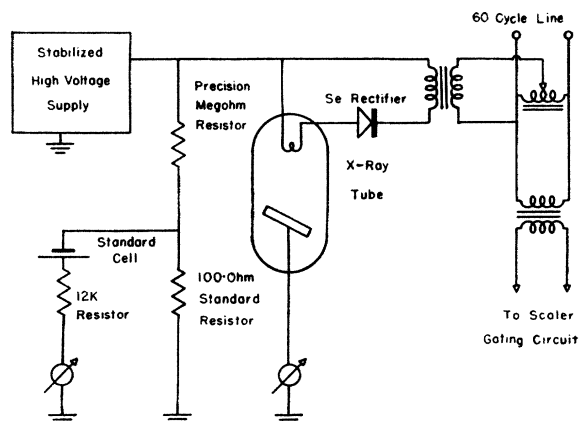 60 Cycle Line
Stabilized
High Voltage
Supply
Precision
Megohm
Resistor
Se Rectifier
X-Ray
Tube
Standard
Cell
12K
Resistor
100-Ohm
Standard
Resistor
To Scaler
Gating Circuit